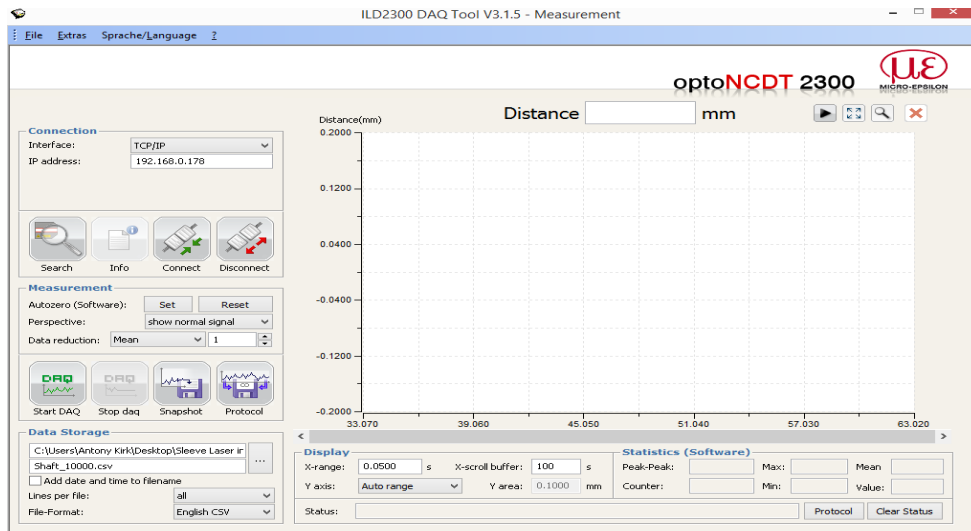 ILD2300 DAQ Tool V3.1.5 - Measurement
File Extras Sprache/Language ?
optoNCDT 2300
με
MICRO-EPSILON
Distance mm
Connection
Interface: TCP/IP
IP address: 192.168.0.178
Search Info Connect Disconnect
Measurement
Autozero (Software): Set Reset
Perspective: show normal signal
Data reduction: Mean 1
DAQ DAQ
Start DAQ Stop daq Snapshot Protocol
Data Storage
C:\Users\Antony Kirk\Desktop\Sleeve Laser ir
...
Shaft_10000.csv
Add date and time to filename
Lines per file: all
File-Format: English CSV
Distance(mm)
0.2000
0.1200
0.0400
-0.0400
-0.1200
-0.2000
33.070 39.060 45.050 51.040 57.030 63.020
Display
X-range: 0.0500 s X-scroll buffer: 100 s
Y axis: Auto range Y area: 0.1000 mm
Statistics (Software)
Peak-Peak: Max: Mean
Counter: Min: Value:
Status: Protocol Clear Status